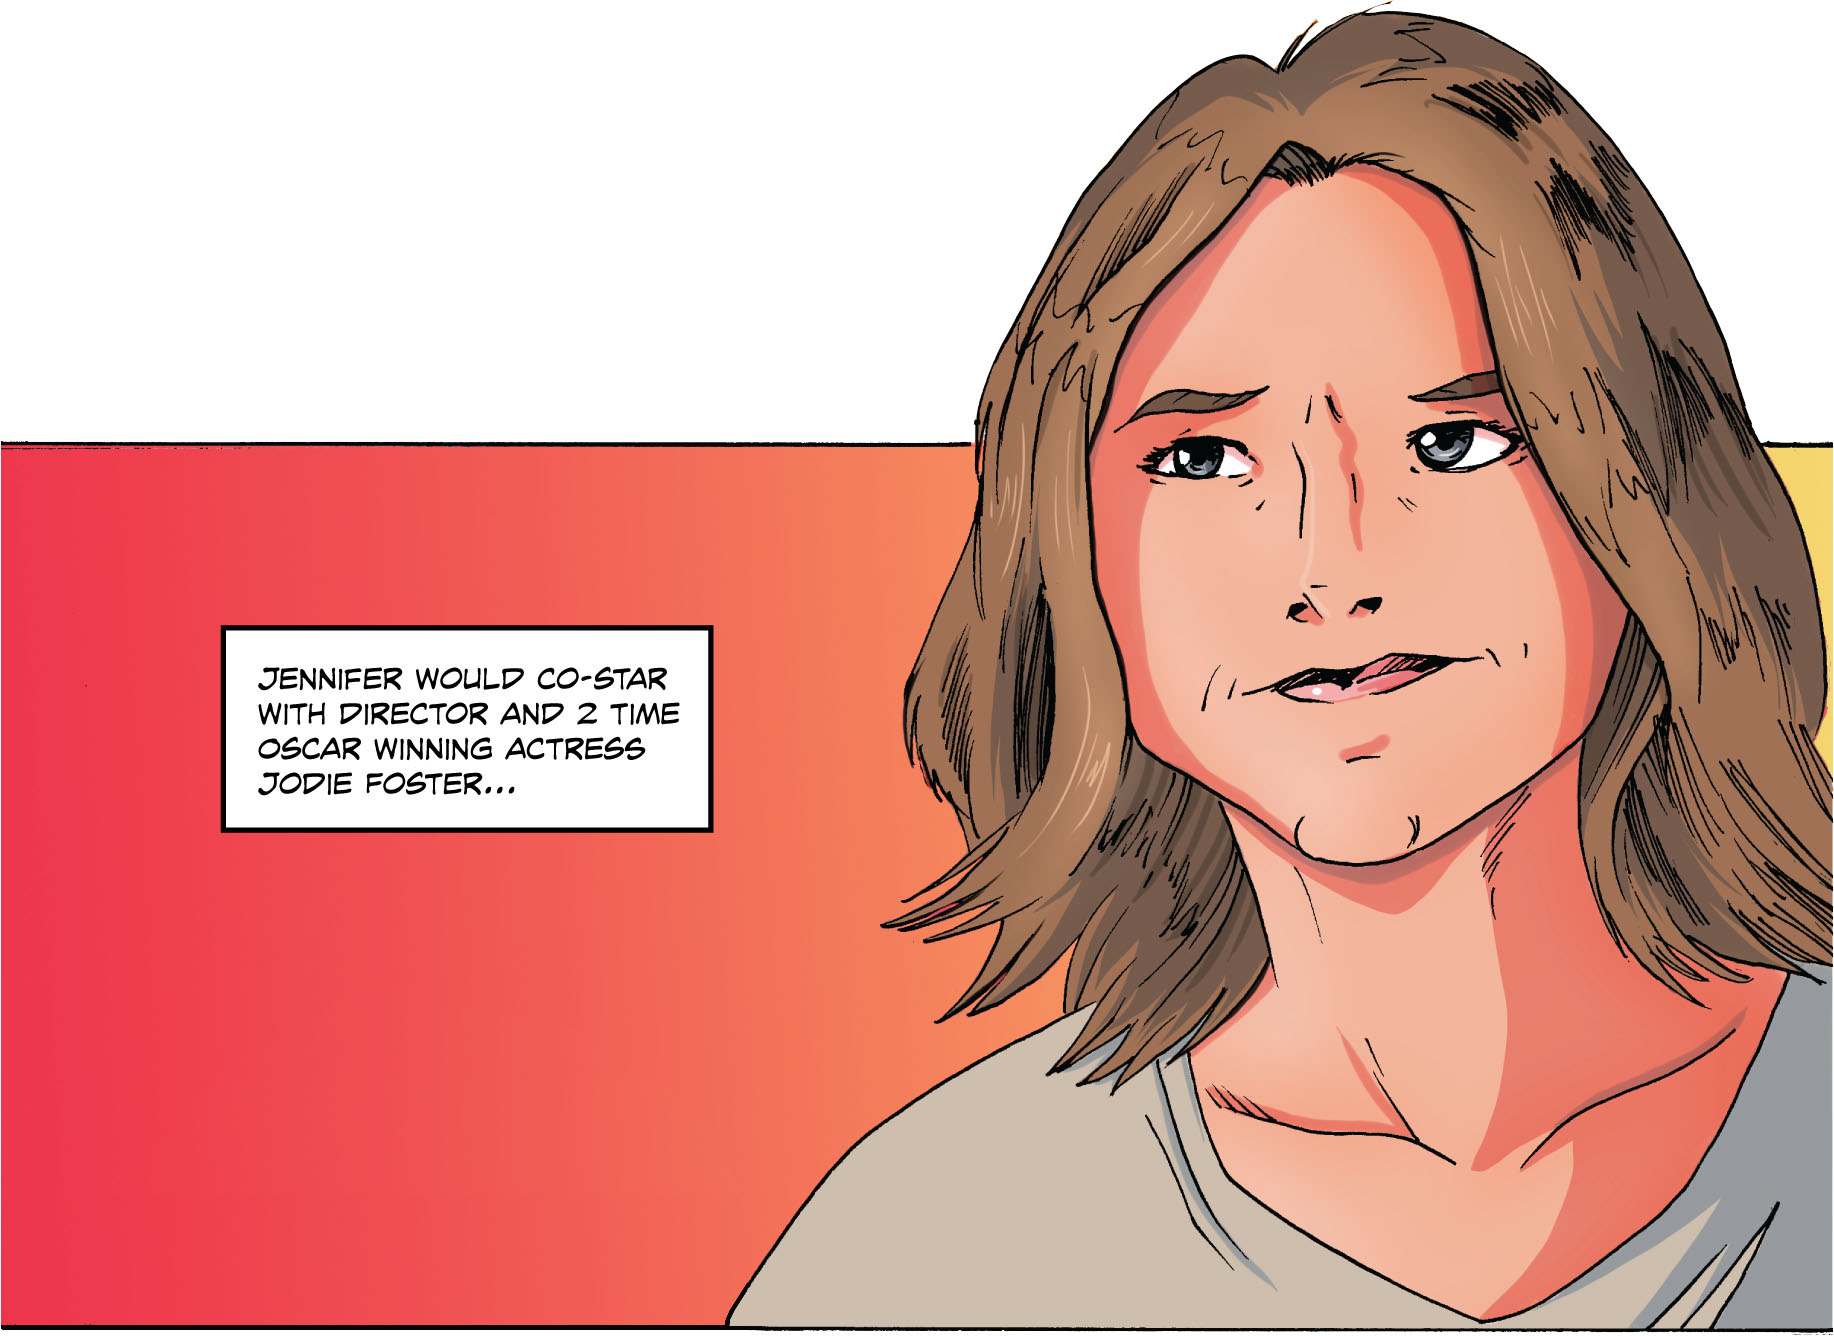 JENNIFER WOULD CO-STAR
WITH DIRECTOR AND 2 TIME
OSCAR WINNING ACTRESS
JODIE FOSTER...